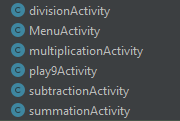 C divisionActivity
C MenuActivity
C multiplicationActivity
C play9Activity
C subtractionActivity
C summationActivity